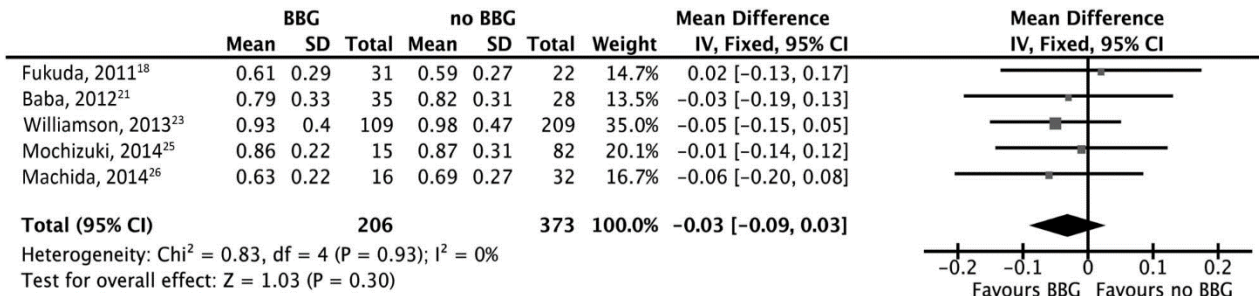 BBG no BBG Mean Difference Mean Difference
Mean SD Total Mean SD Total Weight IV, Fixed, 95% CI IV, Fixed, 95% CI
Fukuda, 2011¹⁸ 0.61 0.29 31 0.59 0.27 22 14.7% 0.02 [−0.13, 0.17]
Baba, 2012²¹ 0.79 0.33 35 0.82 0.31 28 13.5% −0.03 [−0.19, 0.13]
Williamson, 2013²³ 0.93 0.4 109 0.98 0.47 209 35.0% −0.05 [−0.15, 0.05]
Mochizuki, 2014²⁵ 0.86 0.22 15 0.87 0.31 82 20.1% −0.01 [−0.14, 0.12]
Machida, 2014²⁶ 0.63 0.22 16 0.69 0.27 32 16.7% −0.06 [−0.20, 0.08]
Total (95% CI) 206 373 100.0% −0.03 [−0.09, 0.03]
Heterogeneity: Chi² = 0.83, df = 4 (P = 0.93); I² = 0%
Test for overall effect: Z = 1.03 (P = 0.30)
−0.2 −0.1 0 0.1 0.2
Favours BBG Favours no BBG